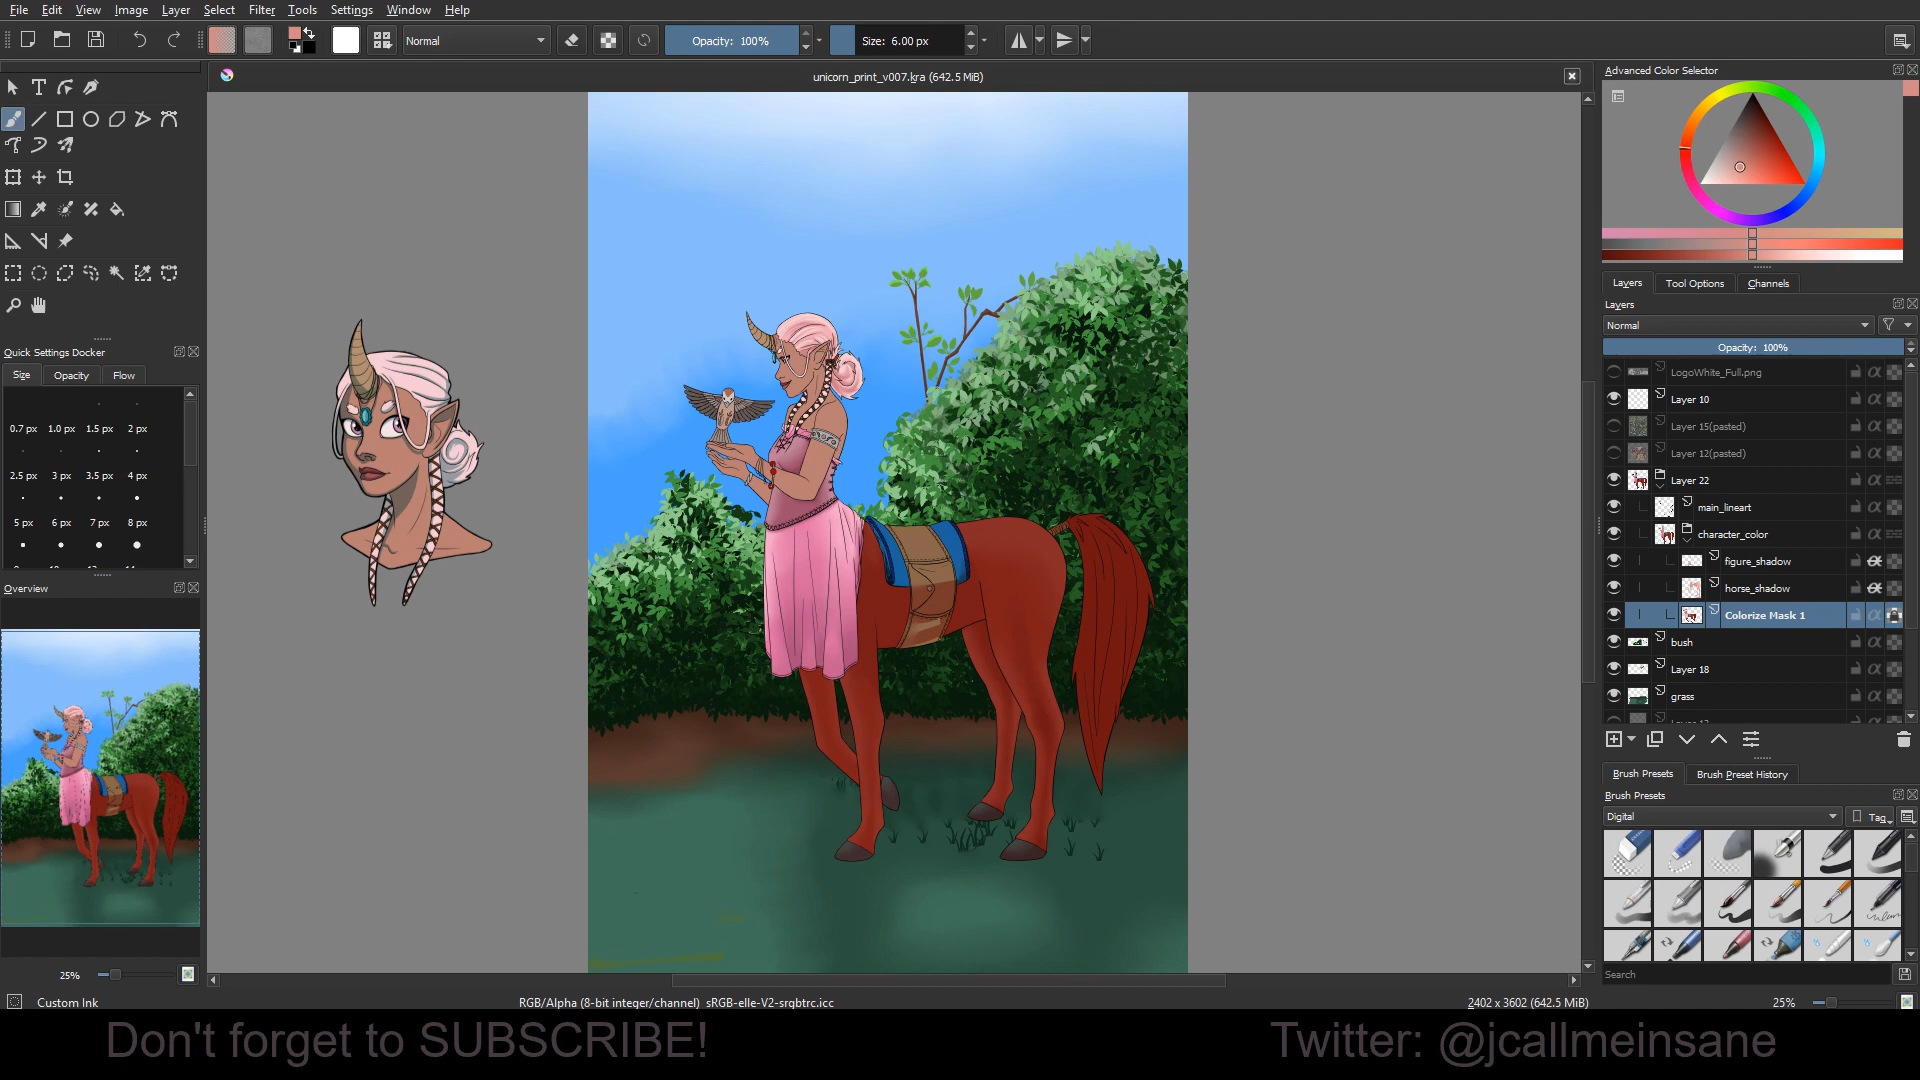 File Edit View Image Layer Select Filter Tools Settings Window Help
Normal
Opacity: 100%
Size: 6.00 px
unicorn_print_v007.kra (642.5 MiB)
Advanced Color Selector
Quick Settings Docker
Size Opacity Flow
0.7 px 1.0 px 1.5 px 2 px
2.5 px 3 px 3.5 px 4 px
5 px 6 px 7 px 8 px
Overview
25%
Layers Tool Options Channels
Layers
Normal
Opacity: 100%
LogoWhite_Full.png
Layer 10
Layer 15(pasted)
Layer 12(pasted)
Layer 22
main_lineart
character_color
figure_shadow
horse_shadow
Colorize Mask 1
bush
Layer 18
grass
Brush Presets Brush Preset History
Brush Presets
Digital
Tag
Search
Custom Ink
RGB/Alpha (8-bit integer/channel) sRGB-elle-V2-srgbtrc.icc
2402 x 3602 (642.5 MiB)
25%
Don't forget to SUBSCRIBE!
Twitter: @jcallmeinsane